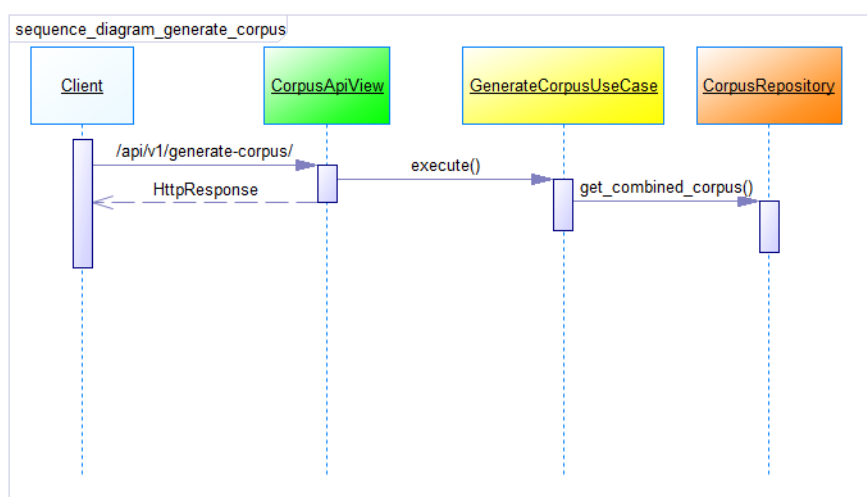 sequence_diagram_generate_corpus
Client
CorpusApiView
GenerateCorpusUseCase
CorpusRepository
/api/v1/generate-corpus/
execute()
HttpResponse
get_combined_corpus()